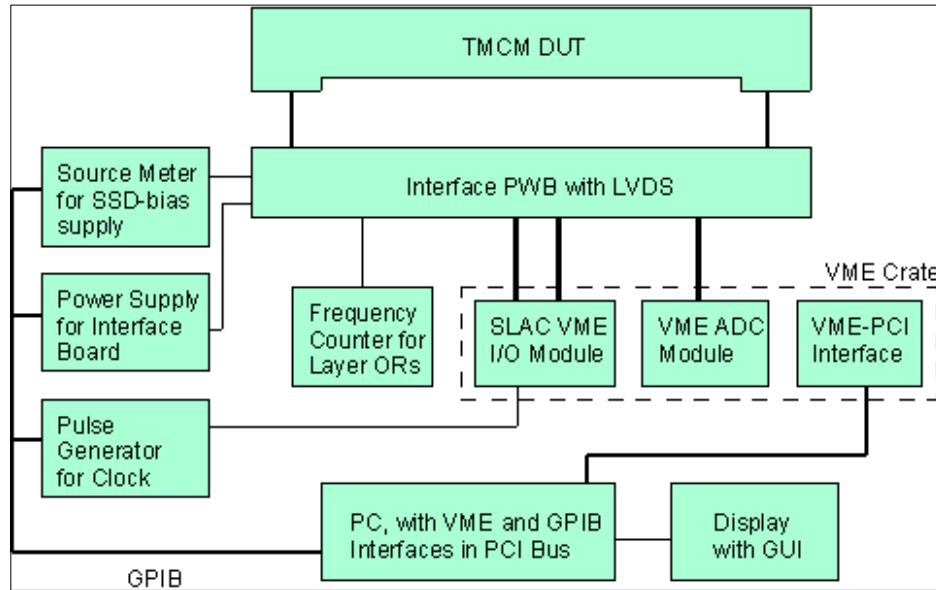 TMCM DUT
Source Meter
for SSD-bias
supply
Interface PWB with LVDS
VME Crate
Power Supply
for Interface
Board
Frequency
Counter for
Layer ORs
SLAC VME
I/O Module
VME ADC
Module
VME-PCI
Interface
Pulse
Generator
for Clock
PC, with VME and GPIB
Interfaces in PCI Bus
Display
with GUI
GPIB